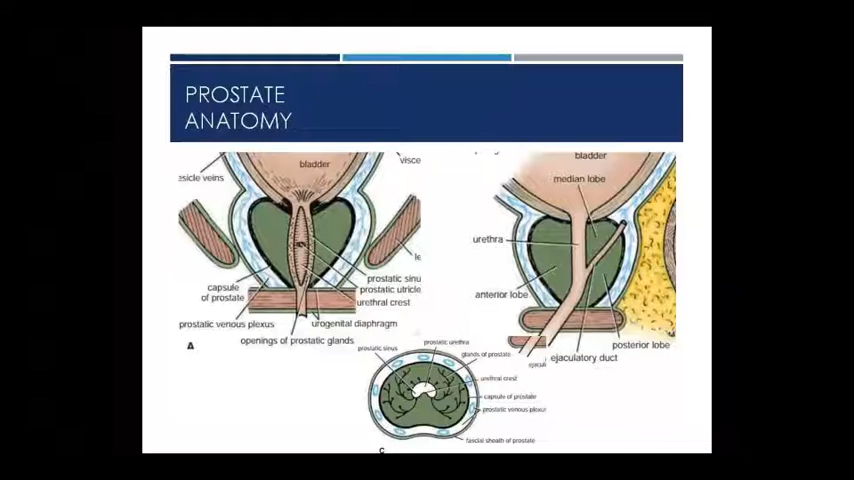 PROSTATE
ANATOMY
bladder
visce
sicle veins
capsule
of prostate
prostatic sinu
prostatic utricle
urethral crest
prostatic venous plexus
urogenital diaphragm
openings of prostatic glands
A
bladder
median lobe
urethra
anterior lobe
posterior lobe
ejaculatory duct
prostatic urethra
prostatic sinus
glands of prostate
urethral crest
capsule of prostate
prostatic venous plexus
fascial sheath of prostate
C